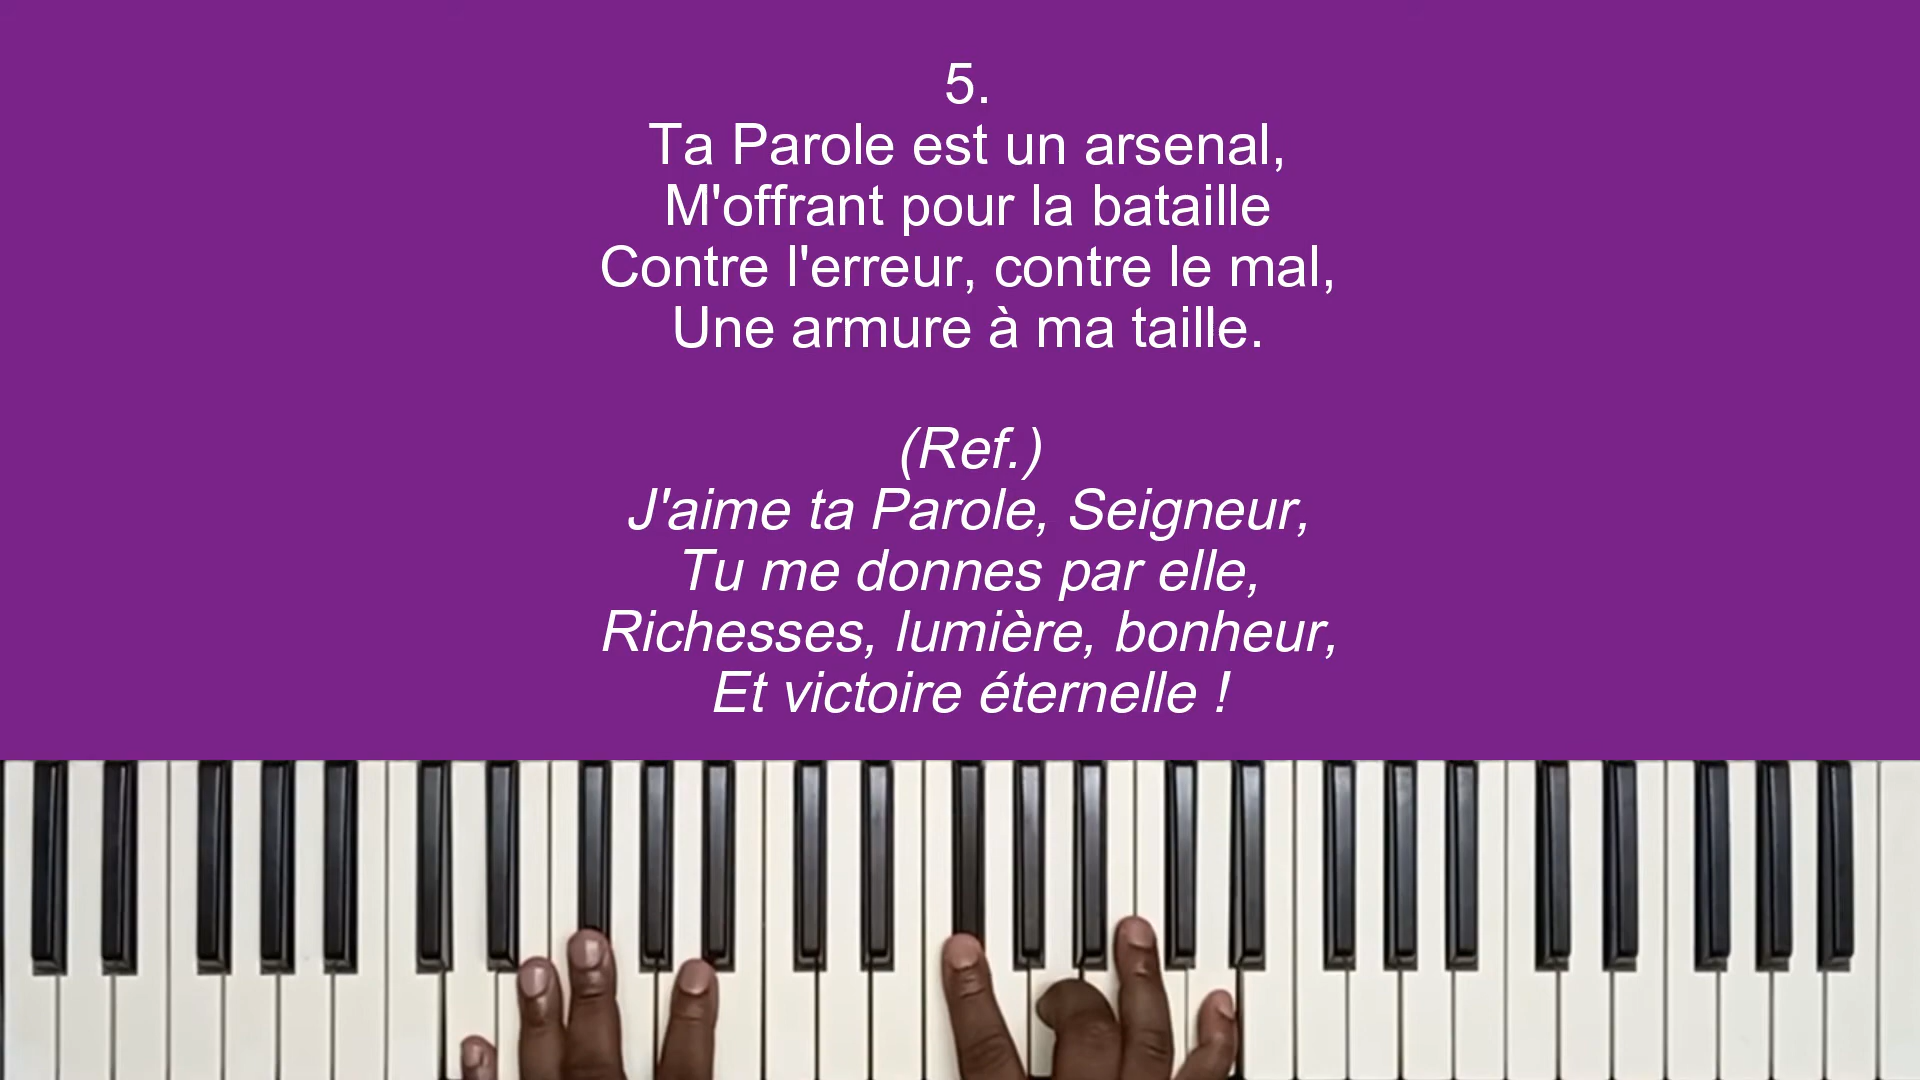 5.
Ta Parole est un arsenal,
M'offrant pour la bataille
Contre l'erreur, contre le mal,
Une armure à ma taille.
(Ref.)
J'aime ta Parole, Seigneur,
Tu me donnes par elle,
Richesses, lumière, bonheur,
Et victoire éternelle !